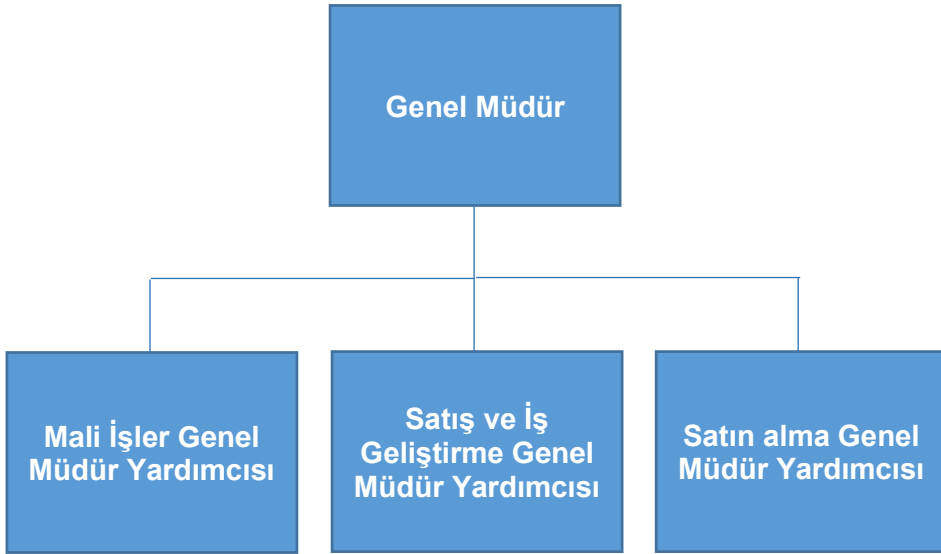 Genel Müdür
Mali İşler Genel
Müdür Yardımcısı
Satış ve İş
Geliştirme Genel
Müdür Yardımcısı
Satın alma Genel
Müdür Yardımcısı